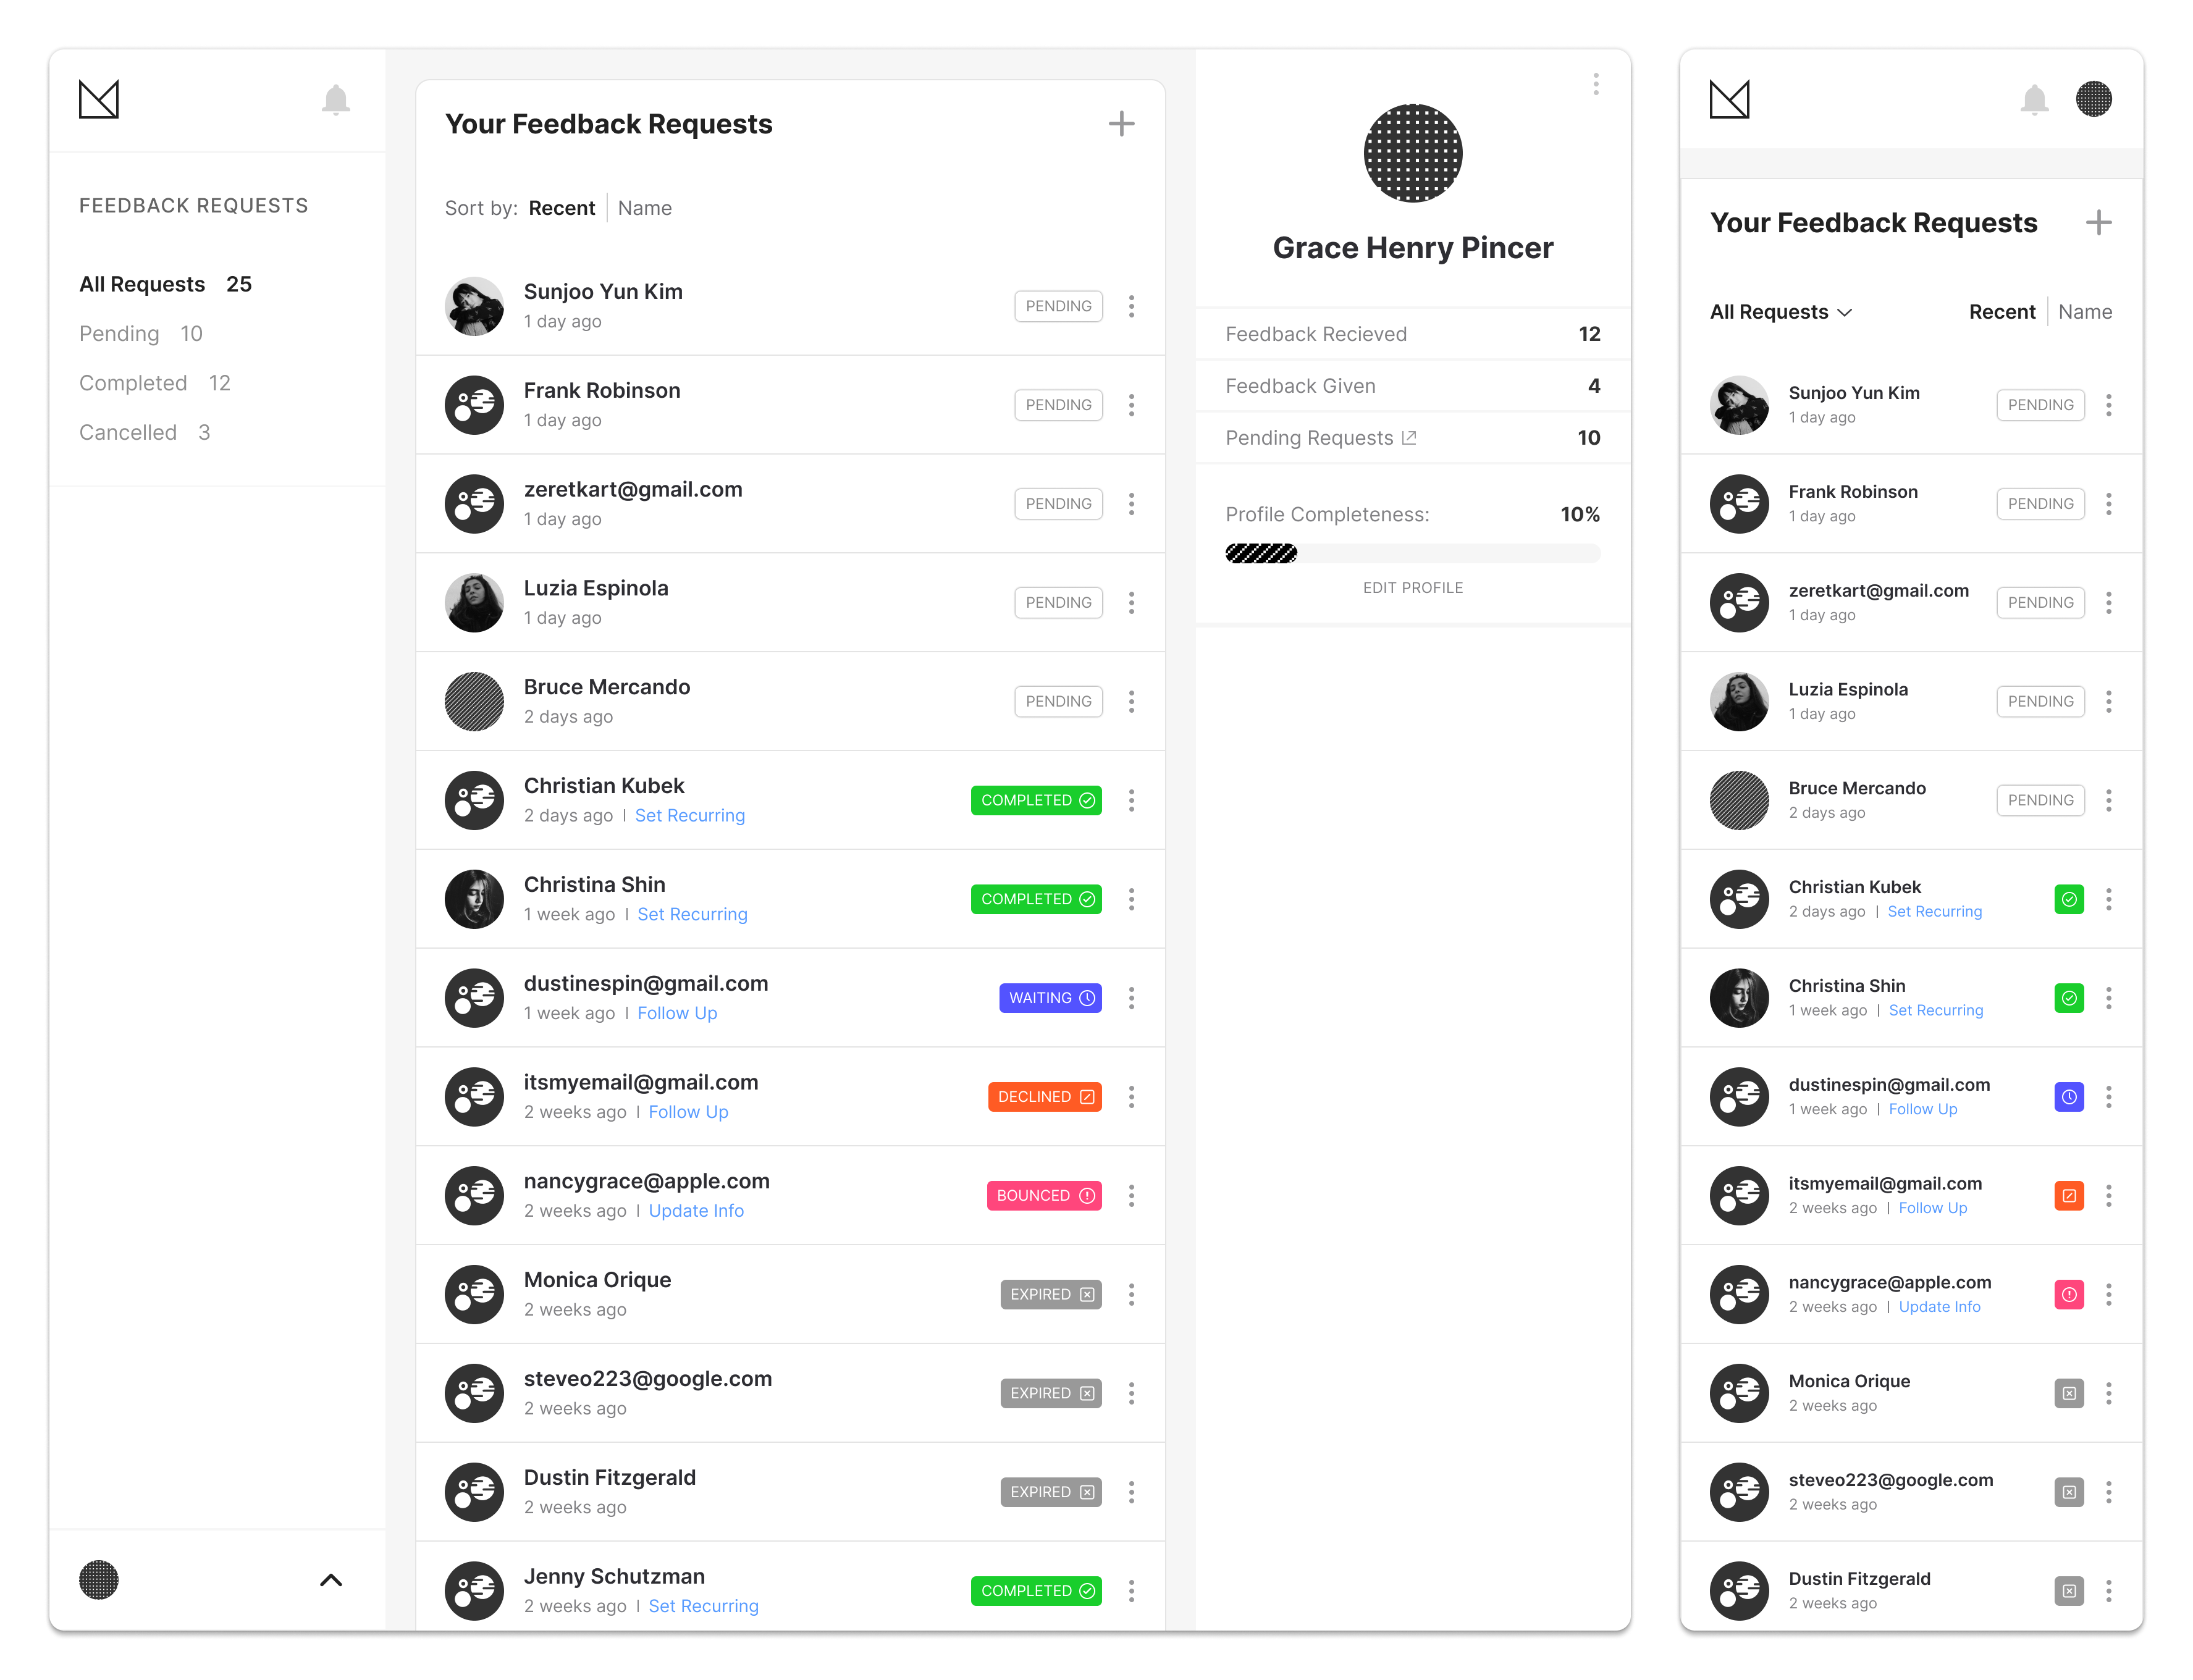 FEEDBACK REQUESTS
All Requests 25
Pending 10
Completed 12
Cancelled 3
Your Feedback Requests
Sort by: Recent | Name
Sunjoo Yun Kim
1 day ago
PENDING
Frank Robinson
1 day ago
PENDING
zeretkart@gmail.com
1 day ago
PENDING
Luzia Espinola
1 day ago
PENDING
Bruce Mercando
2 days ago
PENDING
Christian Kubek
2 days ago | Set Recurring
COMPLETED
Christina Shin
1 week ago | Set Recurring
COMPLETED
dustinespin@gmail.com
1 week ago | Follow Up
WAITING
itsmyemail@gmail.com
2 weeks ago | Follow Up
DECLINED
nancygrace@apple.com
2 weeks ago | Update Info
BOUNCED
Monica Orique
2 weeks ago
EXPIRED
steveo223@google.com
2 weeks ago
EXPIRED
Dustin Fitzgerald
2 weeks ago
EXPIRED
Jenny Schutzman
2 weeks ago | Set Recurring
COMPLETED
Grace Henry Pincer
Feedback Recieved 12
Feedback Given 4
Pending Requests 10
Profile Completeness: 10%
EDIT PROFILE
Your Feedback Requests
All Requests Recent | Name
Sunjoo Yun Kim
1 day ago
PENDING
Frank Robinson
1 day ago
PENDING
zeretkart@gmail.com
1 day ago
PENDING
Luzia Espinola
1 day ago
PENDING
Bruce Mercando
2 days ago
PENDING
Christian Kubek
2 days ago | Set Recurring
Christina Shin
1 week ago | Set Recurring
dustinespin@gmail.com
1 week ago | Follow Up
itsmyemail@gmail.com
2 weeks ago | Follow Up
nancygrace@apple.com
2 weeks ago | Update Info
Monica Orique
2 weeks ago
steveo223@google.com
2 weeks ago
Dustin Fitzgerald
2 weeks ago